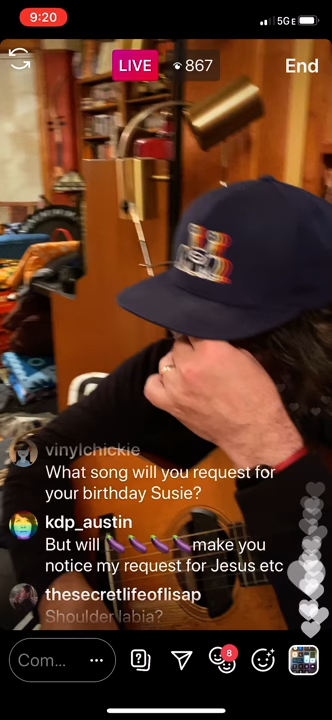 9:20
5GE
LIVE
867
End
vinylchickie
What song will you request for
your birthday Susie?
kdp_austin
But will 🍆🍆🍆🍆make you
notice my request for Jesus etc
thesecretlifeoflisap
Shoulder labia?
Com...
8